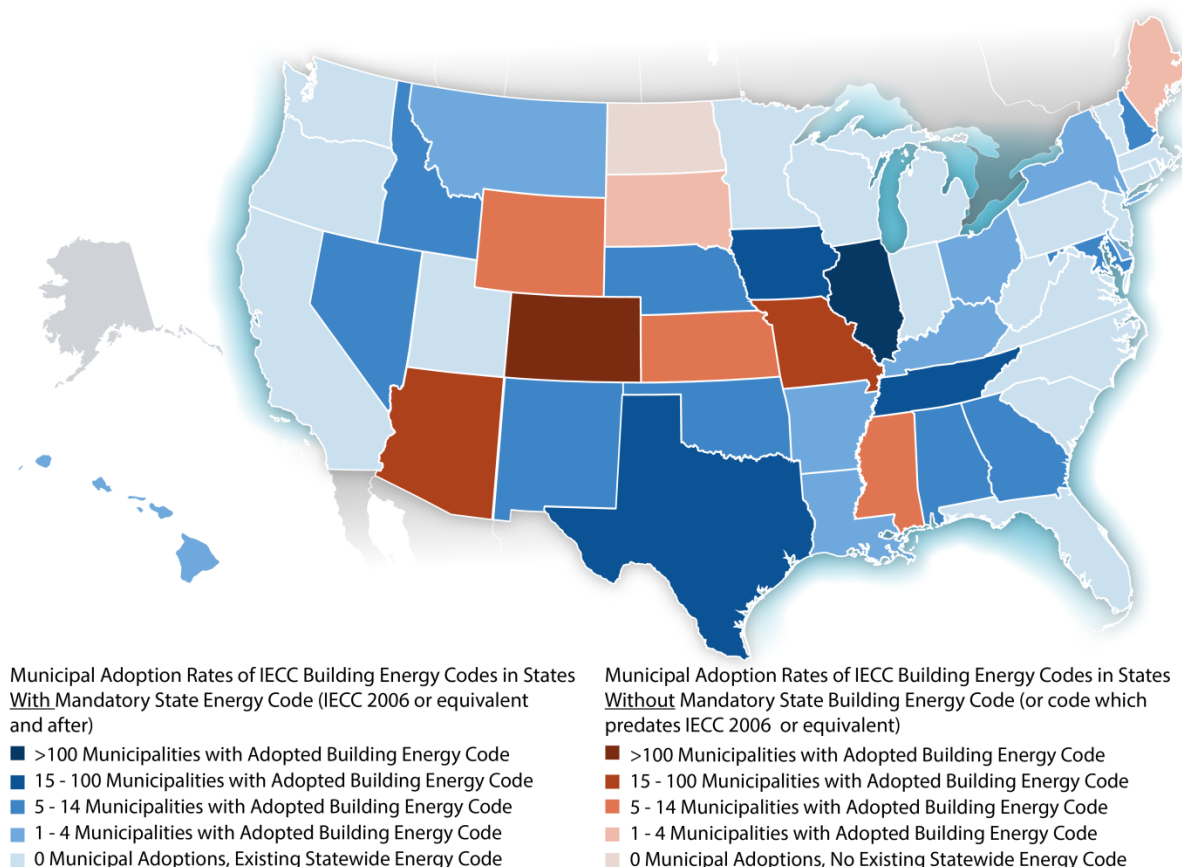 Municipal Adoption Rates of IECC Building Energy Codes in States
With Mandatory State Energy Code (IECC 2006 or equivalent
and after)
>100 Municipalities with Adopted Building Energy Code
15 - 100 Municipalities with Adopted Building Energy Code
5 - 14 Municipalities with Adopted Building Energy Code
1 - 4 Municipalities with Adopted Building Energy Code
0 Municipal Adoptions, Existing Statewide Energy Code
Municipal Adoption Rates of IECC Building Energy Codes in States
Without Mandatory State Building Energy Code (or code which
predates IECC 2006 or equivalent)
>100 Municipalities with Adopted Building Energy Code
15 - 100 Municipalities with Adopted Building Energy Code
5 - 14 Municipalities with Adopted Building Energy Code
1 - 4 Municipalities with Adopted Building Energy Code
0 Municipal Adoptions, No Existing Statewide Energy Code